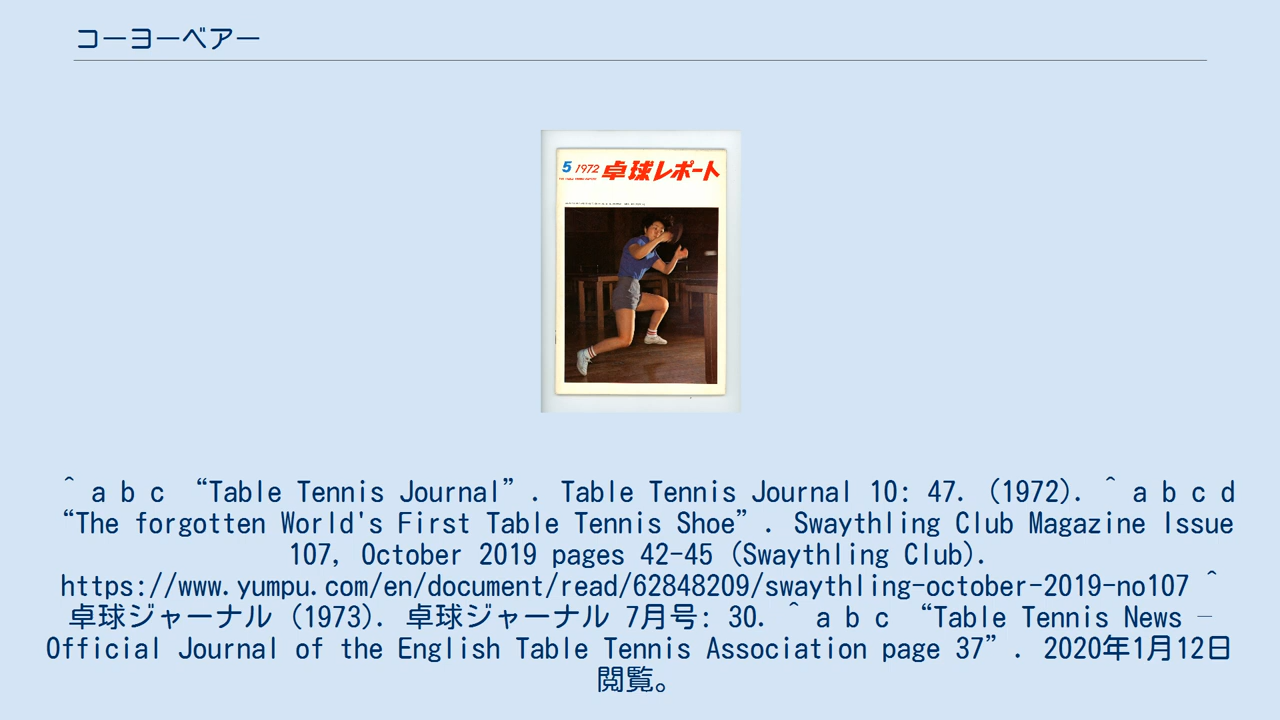 コーヨーベアー
5 1972 卓球レポート
^ a b c “Table Tennis Journal”. Table Tennis Journal 10: 47. (1972). ^ a b c d
“The forgotten World's First Table Tennis Shoe”. Swaythling Club Magazine Issue
107, October 2019 pages 42-45 (Swaythling Club).
https://www.yumpu.com/en/document/read/62848209/swaythling-october-2019-no107 ^
卓球ジャーナル (1973). 卓球ジャーナル 7月号: 30. ^ a b c “Table Tennis News –
Official Journal of the English Table Tennis Association page 37”. 2020年1月12日
閲覧。